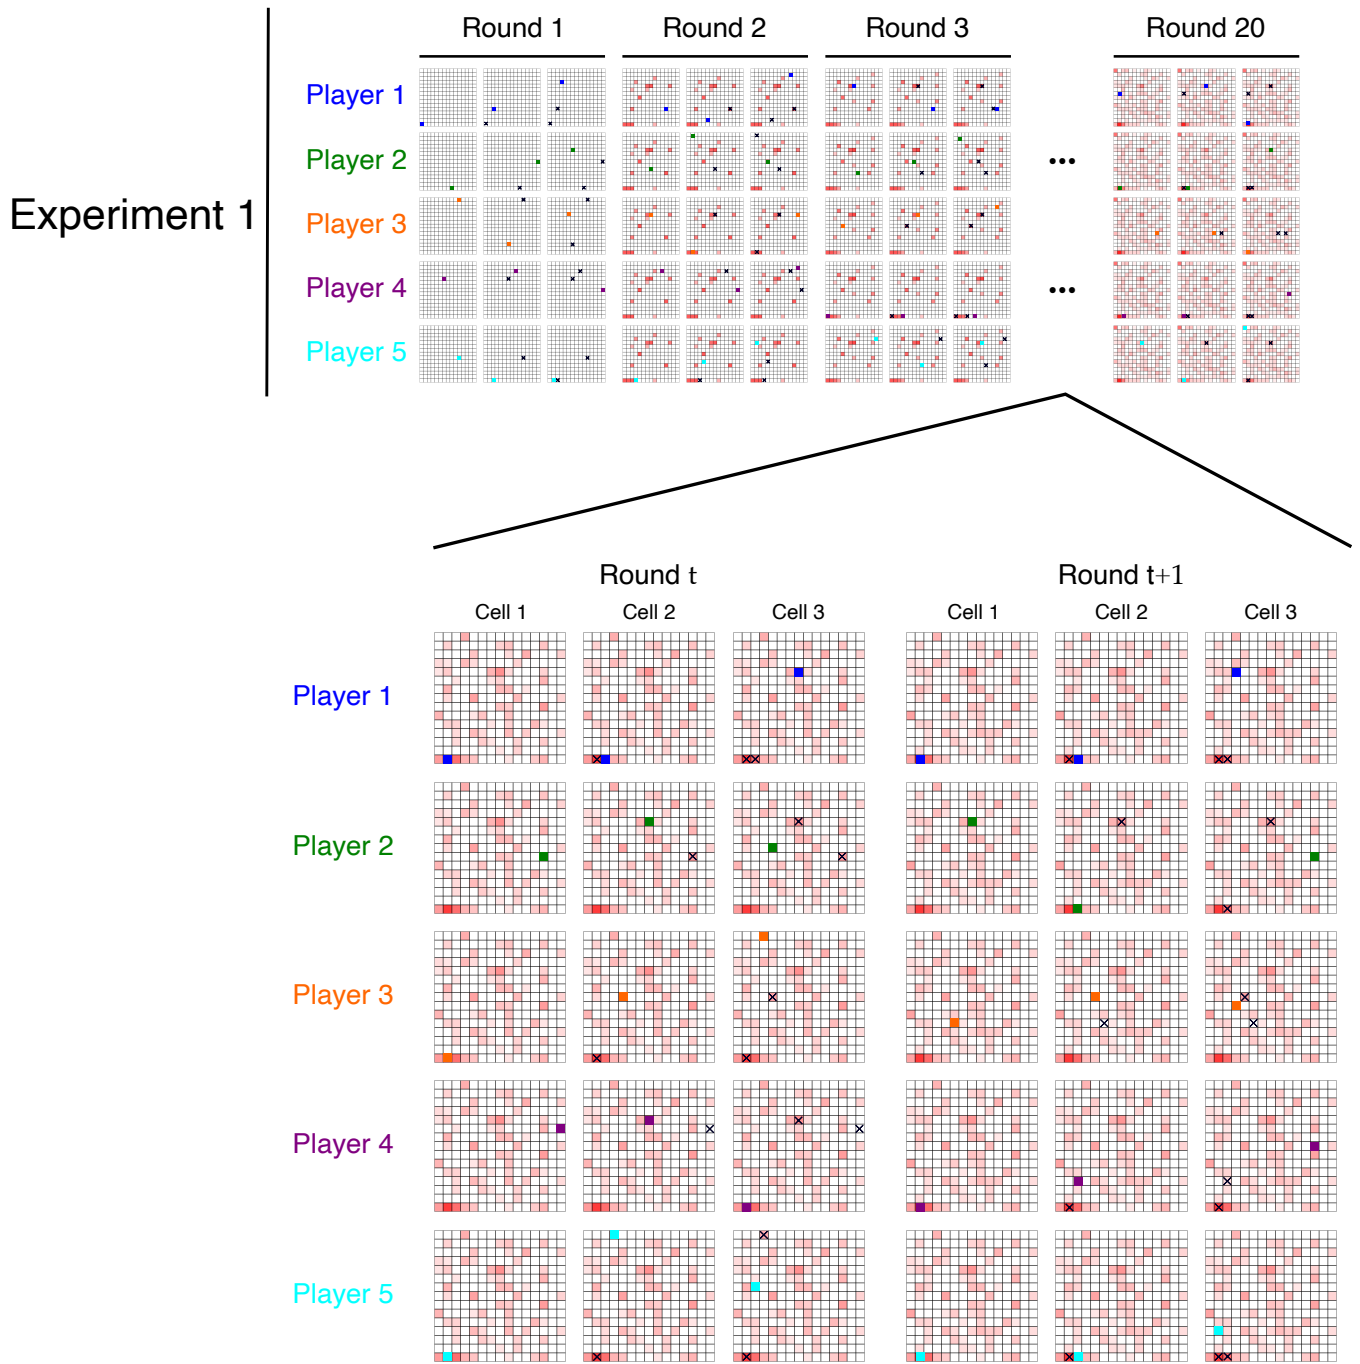 Round 1 Round 2 Round 3 Round 20
Experiment 1
Player 1
Player 2 ...
Player 3
Player 4 ...
Player 5
Round t Round t+1
Cell 1 Cell 2 Cell 3 Cell 1 Cell 2 Cell 3
Player 1
Player 2
Player 3
Player 4
Player 5